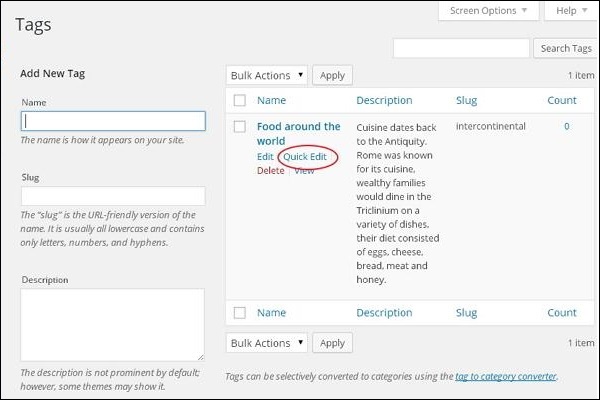 Screen Options ▼ Help ▼
Tags
Search Tags
Add New Tag
Bulk Actions ▼ Apply 1 item
Name
Name Description Slug Count
The name is how it appears on your site.
Food around the
world
Edit | Quick Edit |
Delete | View
Cuisine dates back
to the Antiquity.
Rome was known
for its cuisine,
wealthy families
would dine in the
Triclinium on a
variety of dishes,
their diet consisted
of eggs, cheese,
bread, meat and
honey.
intercontinental
0
Slug
The “slug” is the URL-friendly version of the
name. It is usually all lowercase and contains
only letters, numbers, and hyphens.
Description
Name Description Slug Count
Bulk Actions ▼ Apply 1 item
The description is not prominent by default;
however, some themes may show it.
Tags can be selectively converted to categories using the tag to category converter.